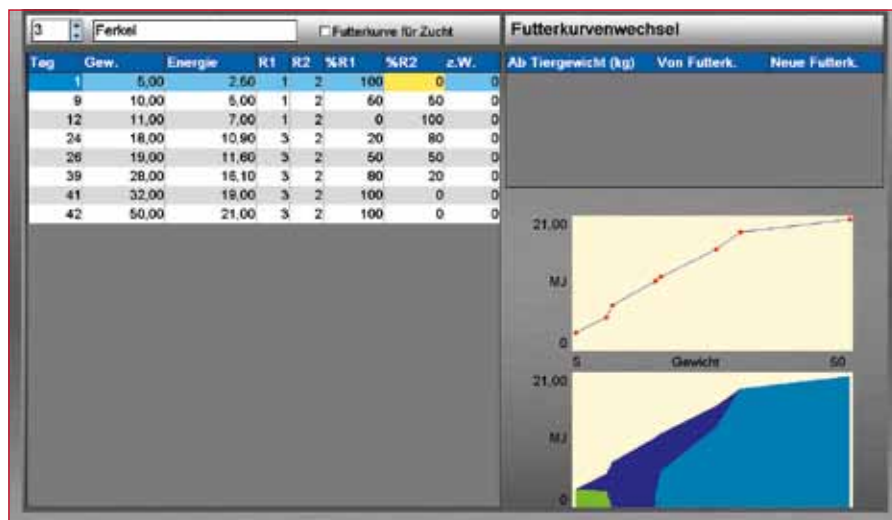 3 Ferkel Futterkurve für Zucht
Tag Gew. Energie R1 R2 %R1 %R2 z.W.
1 5,00 2,60 1 2 100 0 0
9 10,00 5,00 1 2 50 50 0
12 11,00 7,00 1 2 0 100 0
24 18,00 10,90 3 2 20 80 0
26 19,00 11,60 3 2 50 50 0
39 28,00 16,10 3 2 80 20 0
41 32,00 19,00 3 2 100 0 0
42 50,00 21,00 3 2 100 0 0
Futterkurvenwechsel
Ab Tiergewicht (kg) Von Futterk. Neue Futterk.
21,00
MJ
0
5 Gewicht 50
21,00
MJ
0